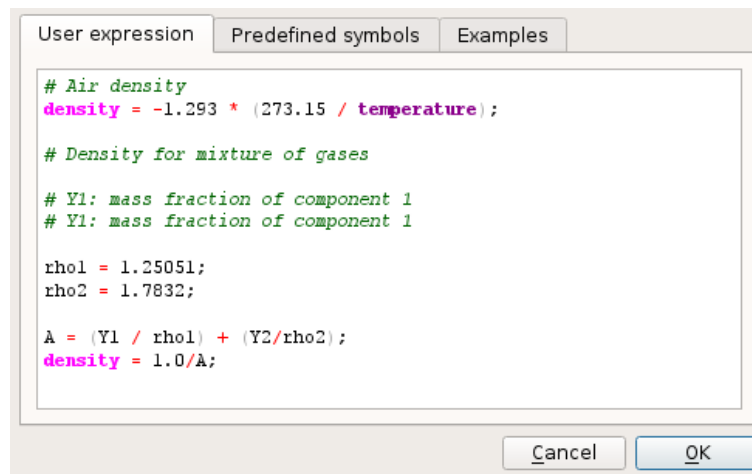 User expression
Predefined symbols
Examples
# Air density
density = -1.293 * (273.15 / temperature);
# Density for mixture of gases
# Y1: mass fraction of component 1
# Y1: mass fraction of component 1
rho1 = 1.25051;
rho2 = 1.7832;
A = (Y1 / rho1) + (Y2/rho2);
density = 1.0/A;
Cancel
OK